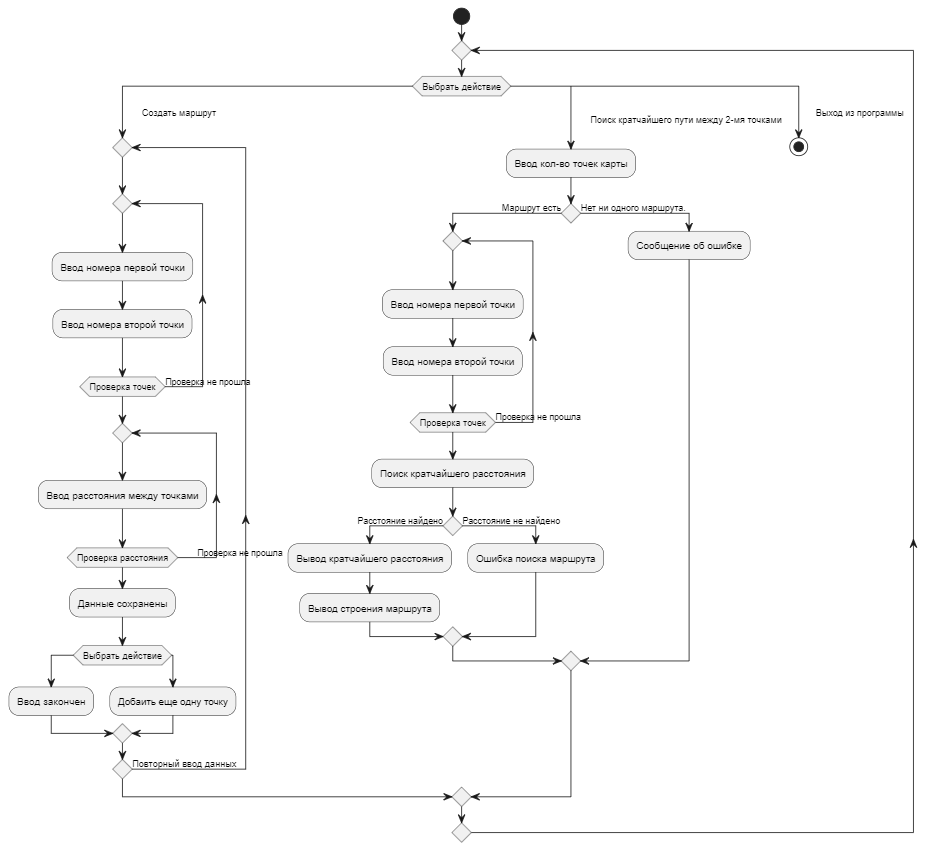 Выбрать действие
Создать маршрут
Поиск кратчайшего пути между 2-мя точками
Выход из программы
Ввод кол-во точек карты
Маршрут есть
Нет ни одного маршрута.
Сообщение об ошибке
Ввод номера первой точки
Ввод номера второй точки
Проверка точек
Проверка не прошла
Ввод расстояния между точками
Проверка расстояния
Проверка не прошла
Данные сохранены
Выбрать действие
Ввод закончен
Добаить еще одну точку
Повторный ввод данных
Ввод номера первой точки
Ввод номера второй точки
Проверка точек
Проверка не прошла
Поиск кратчайшего расстояния
Расстояние найдено
Расстояние не найдено
Вывод кратчайшего расстояния
Ошибка поиска маршрута
Вывод строения маршрута